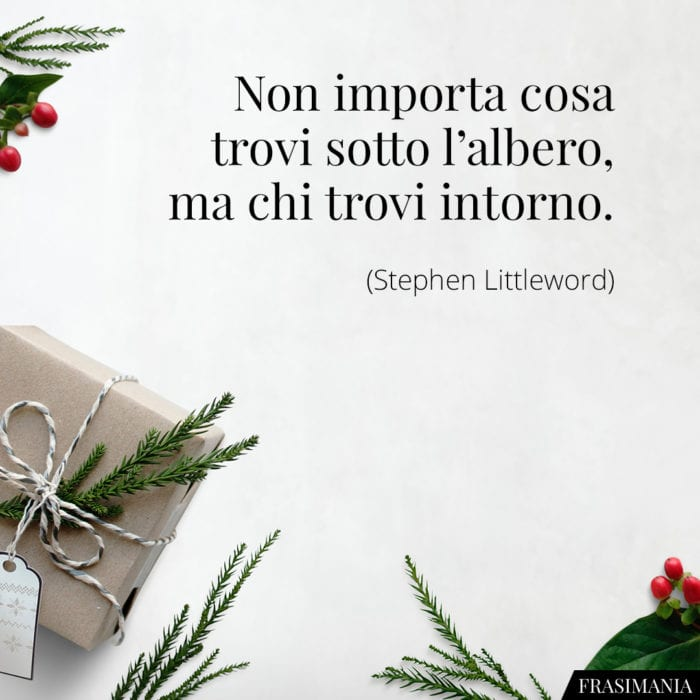 Non importa cosa
trovi sotto l’albero,
ma chi trovi intorno.
(Stephen Littleword)
FRASIMANIA